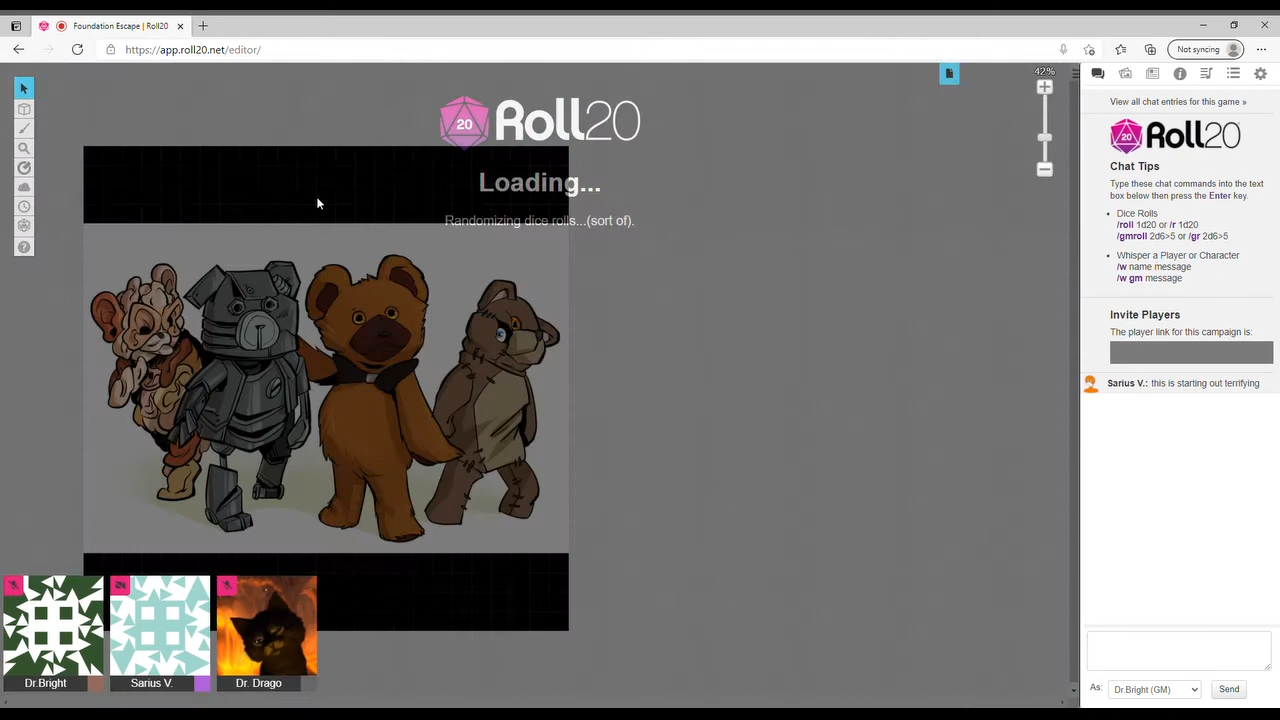 Foundation Escape | Roll20
https://app.roll20.net/editor/
Not syncing
42%
20 Roll20
Loading...
Randomizing dice rolls...(sort of).
View all chat entries for this game »
20 Roll20
Chat Tips
Type these chat commands into the text
box below then press the Enter key.
• Dice Rolls
/roll 1d20 or /r 1d20
/gmroll 2d6>5 or /gr 2d6>5
• Whisper a Player or Character
/w name message
/w gm message
Invite Players
The player link for this campaign is:
Sarius V.: this is starting out terrifying
Dr.Bright
Sarius V.
Dr. Drago
As:
Dr.Bright (GM)
Send